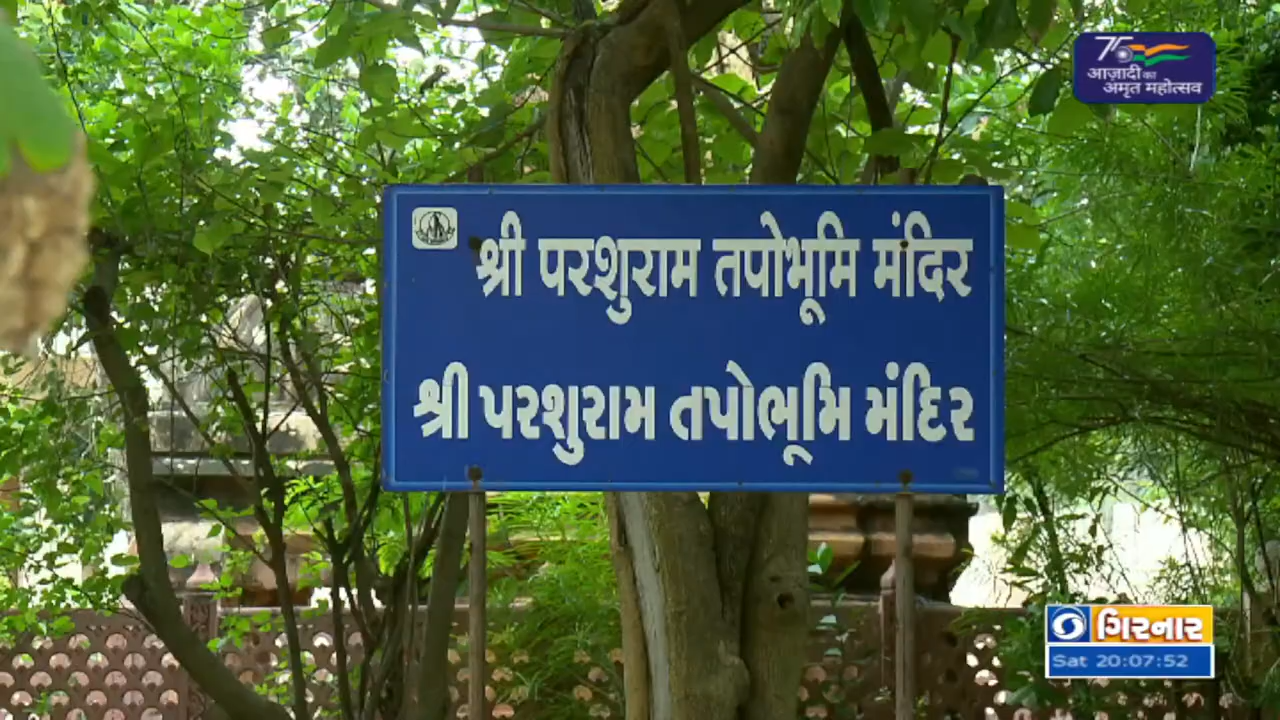 75
आज़ादी का
अमृत महोत्सव
श्री परशुराम तपोभूमि मंदिर
શ્રી પરશુરામ તપોભૂમિ મંદિર
ગિરનાર
Sat 20:07:52